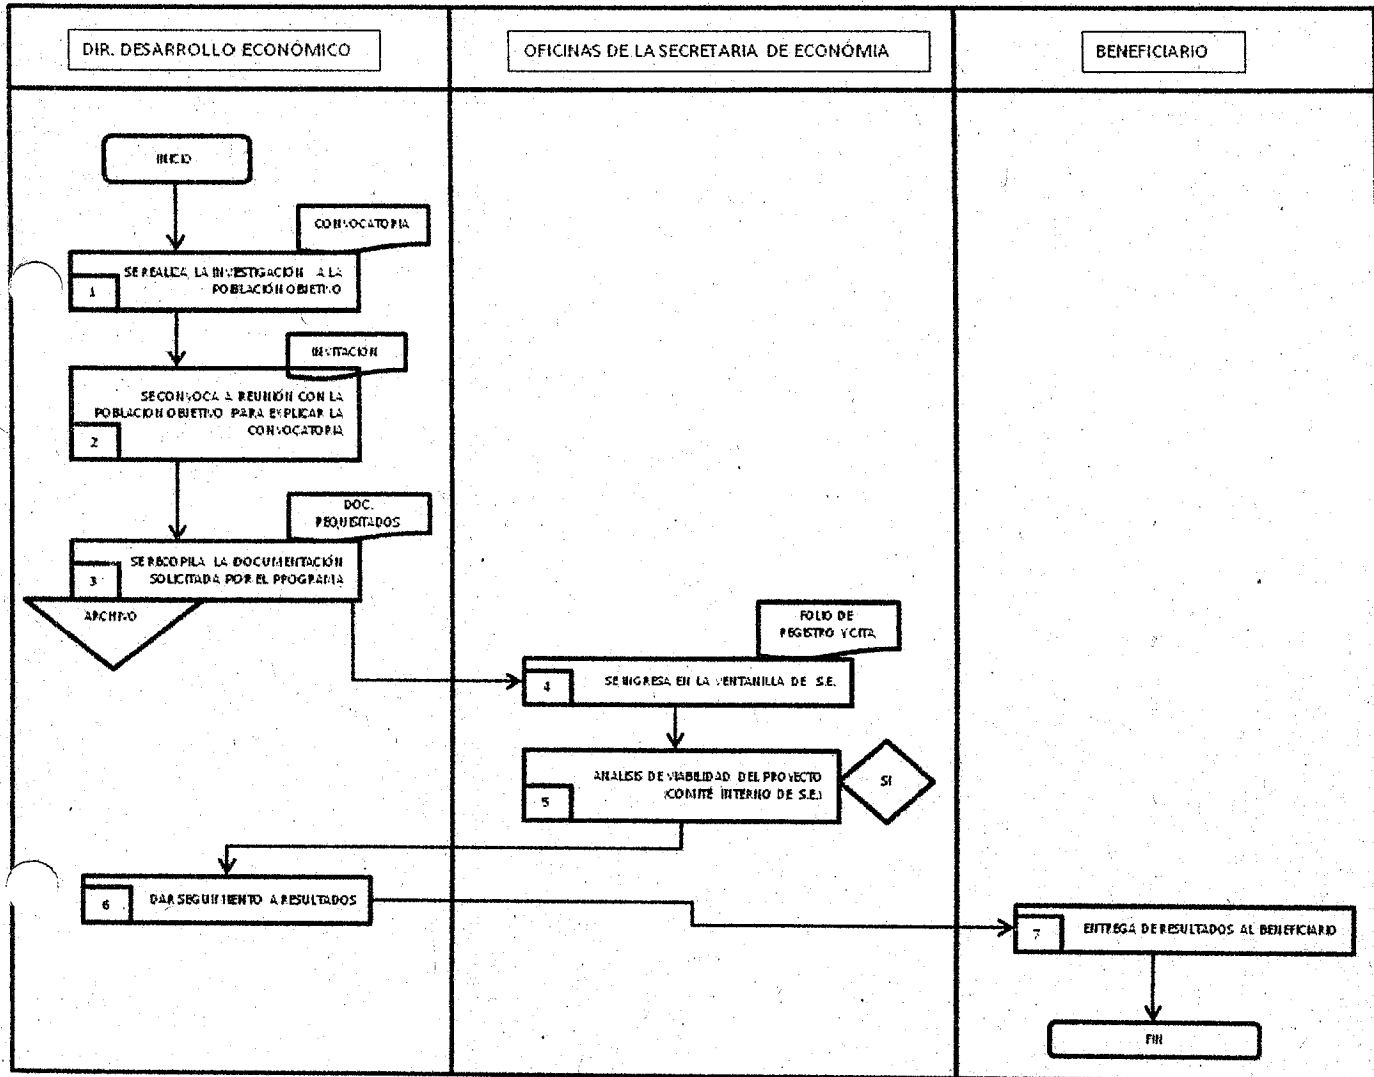 DIR. DESARROLLO ECONÓMICO
OFICINAS DE LA SECRETARIA DE ECONÓMIA
BENEFICIARIO
INICIO
CONVOCATORIA
SE REALIZA LA INVESTIGACIÓN A LA
POBLACIÓN OBJETIVO
1
INVITACIÓN
SE CONVOCA A REUNIÓN CON LA
POBLACIÓN OBJETIVO PARA EXPLICAR LA
CONVOCATORIA
2
DOC.
REQUISITADOS
SE RECOPILA LA DOCUMENTACIÓN
SOLICITADA POR EL PROGRAMA
3
ARCHIVO
FOLIO DE
REGISTRO Y CITA
4
SE INGRESA EN LA VENTANILLA DE S.E.
ANALISIS DE VIABILIDAD DEL PROYECTO
(COMITÉ INTERNO DE S.E.)
5
SI
6
DAR SEGUIMIENTO A RESULTADOS
7
ENTREGA DE RESULTADOS AL BENEFICIARIO
FIN